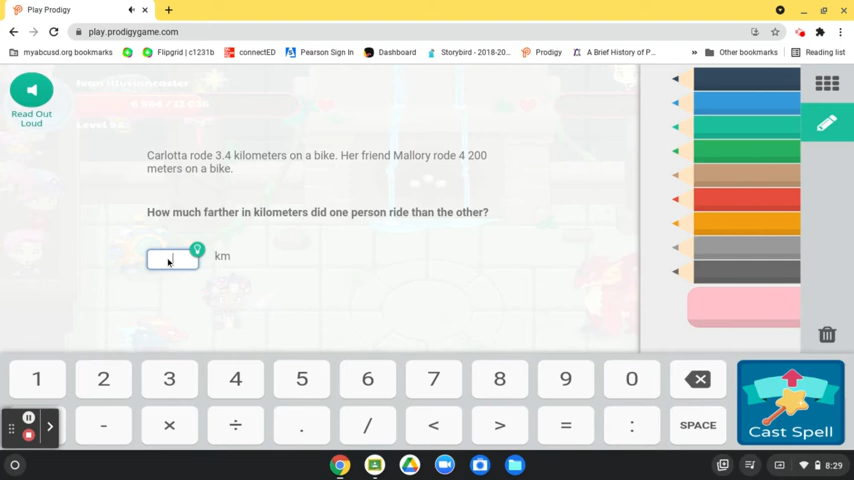 Play Prodigy
play.prodigygame.com
myabcusd.org bookmarks
Flipgrid | c1231b
connectED
Pearson Sign In
Dashboard
Storybird - 2018-20...
Prodigy
A Brief History of P...
»
Other bookmarks
Reading list
Read Out
Loud
Carlotta rode 3.4 kilometers on a bike. Her friend Mallory rode 4 200
meters on a bike.
How much farther in kilometers did one person ride than the other?
km
1 2 3 4 5 6 7 8 9 0
- × ÷ . / < > = : SPACE
Cast Spell
8:29